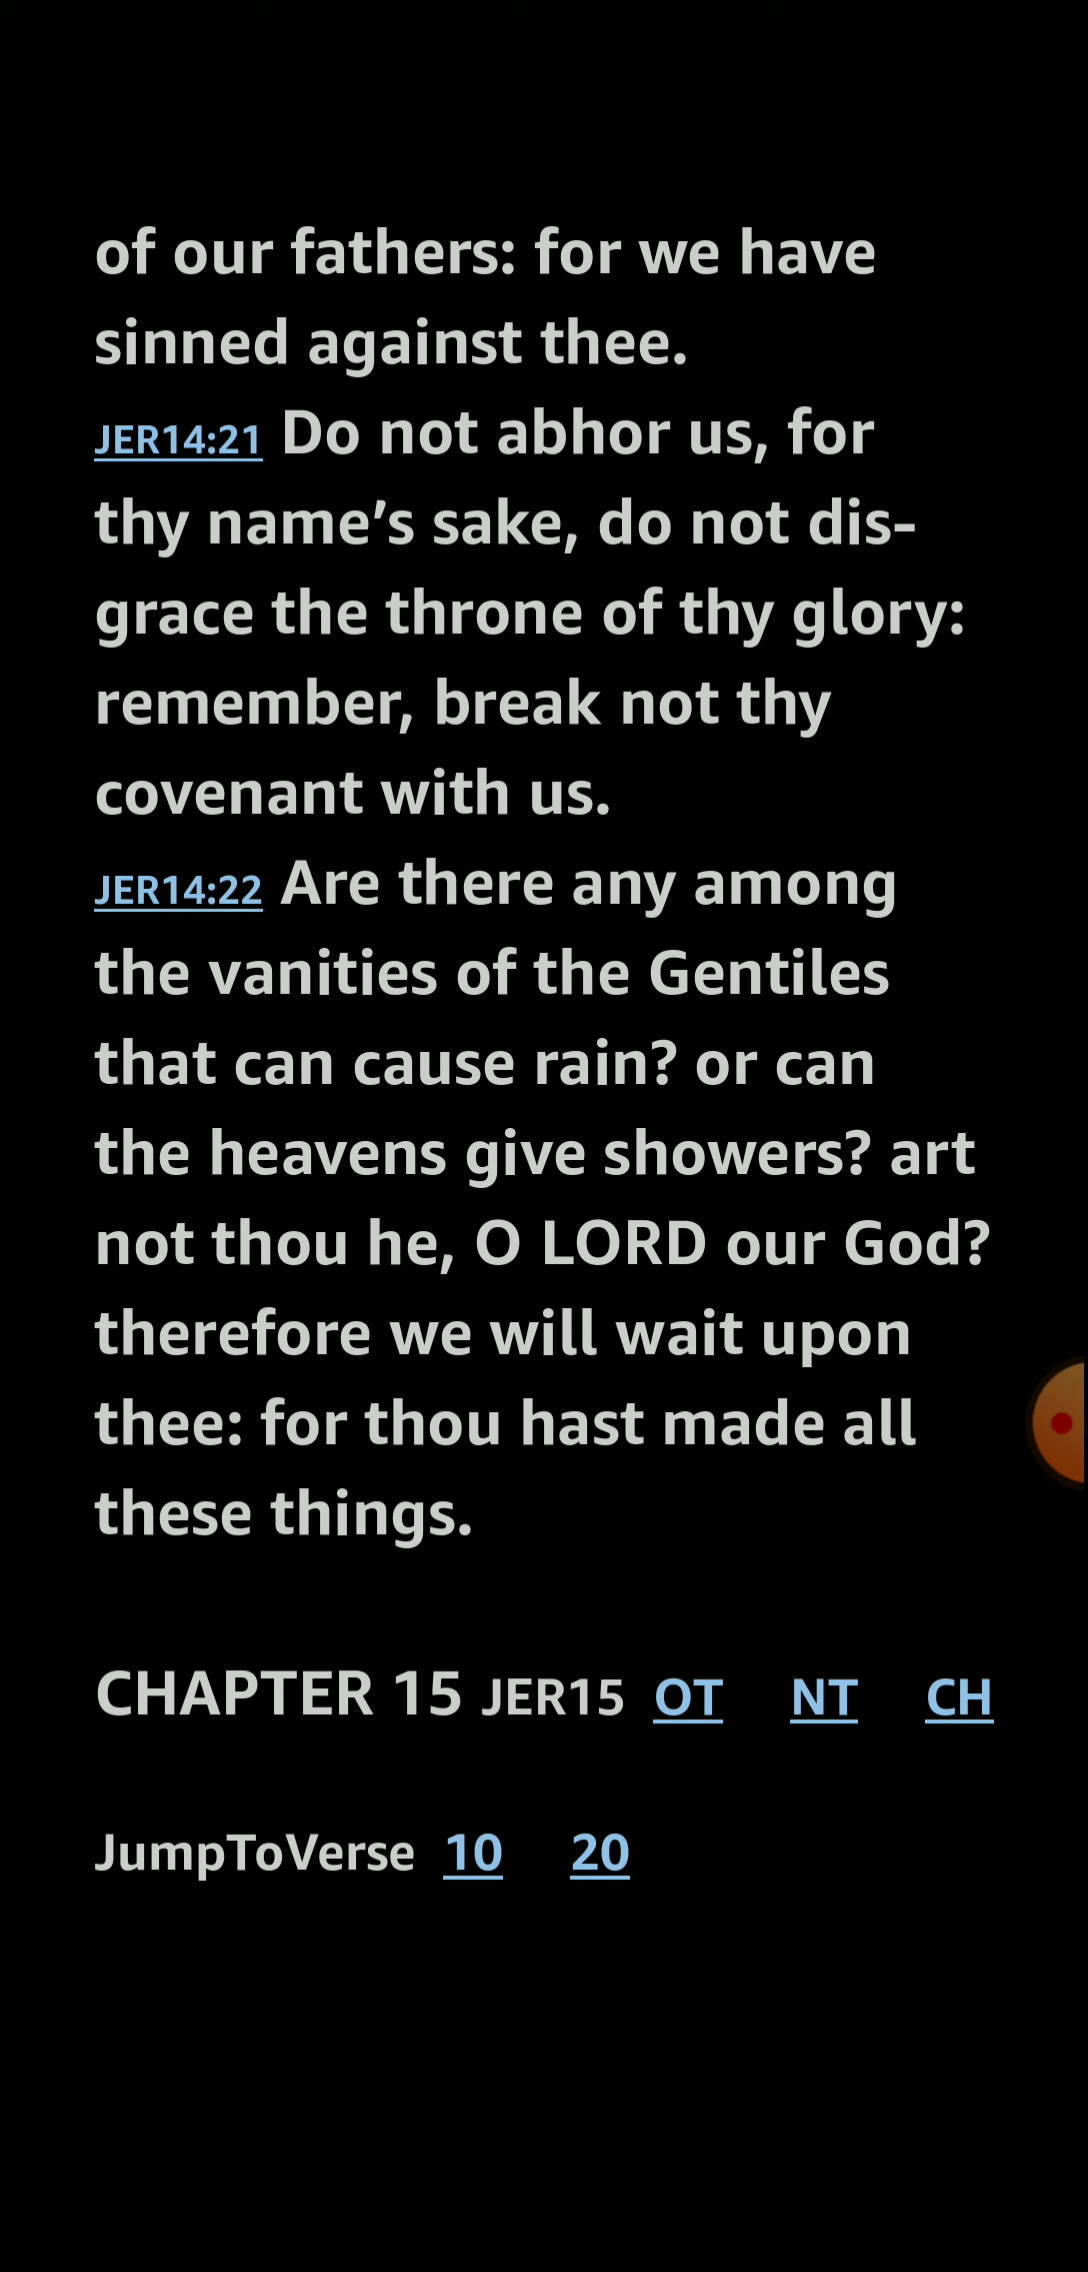 of our fathers: for we have
sinned against thee.
JER14:21 Do not abhor us, for
thy name’s sake, do not dis-
grace the throne of thy glory:
remember, break not thy
covenant with us.
JER14:22 Are there any among
the vanities of the Gentiles
that can cause rain? or can
the heavens give showers? art
not thou he, O LORD our God?
therefore we will wait upon
thee: for thou hast made all
these things.
CHAPTER 15 JER15 OT NT CH
JumpToVerse 10 20